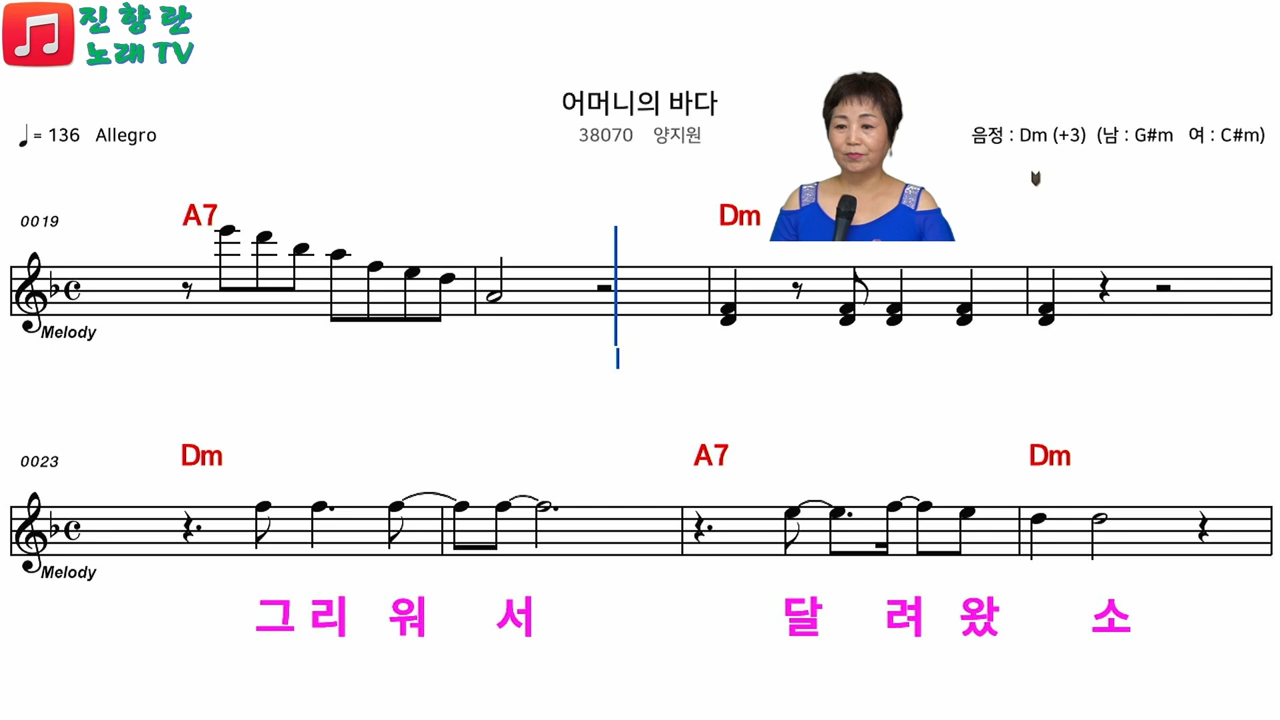 진향란
노래 TV
어머니의 바다
♩= 136 Allegro
38070 양지원
음정 : Dm (+3) (남 : G#m 여 : C#m)
0019
A7 Dm
Melody
0023
Dm A7 Dm
Melody
그 리 워 서 달 려 왔 소